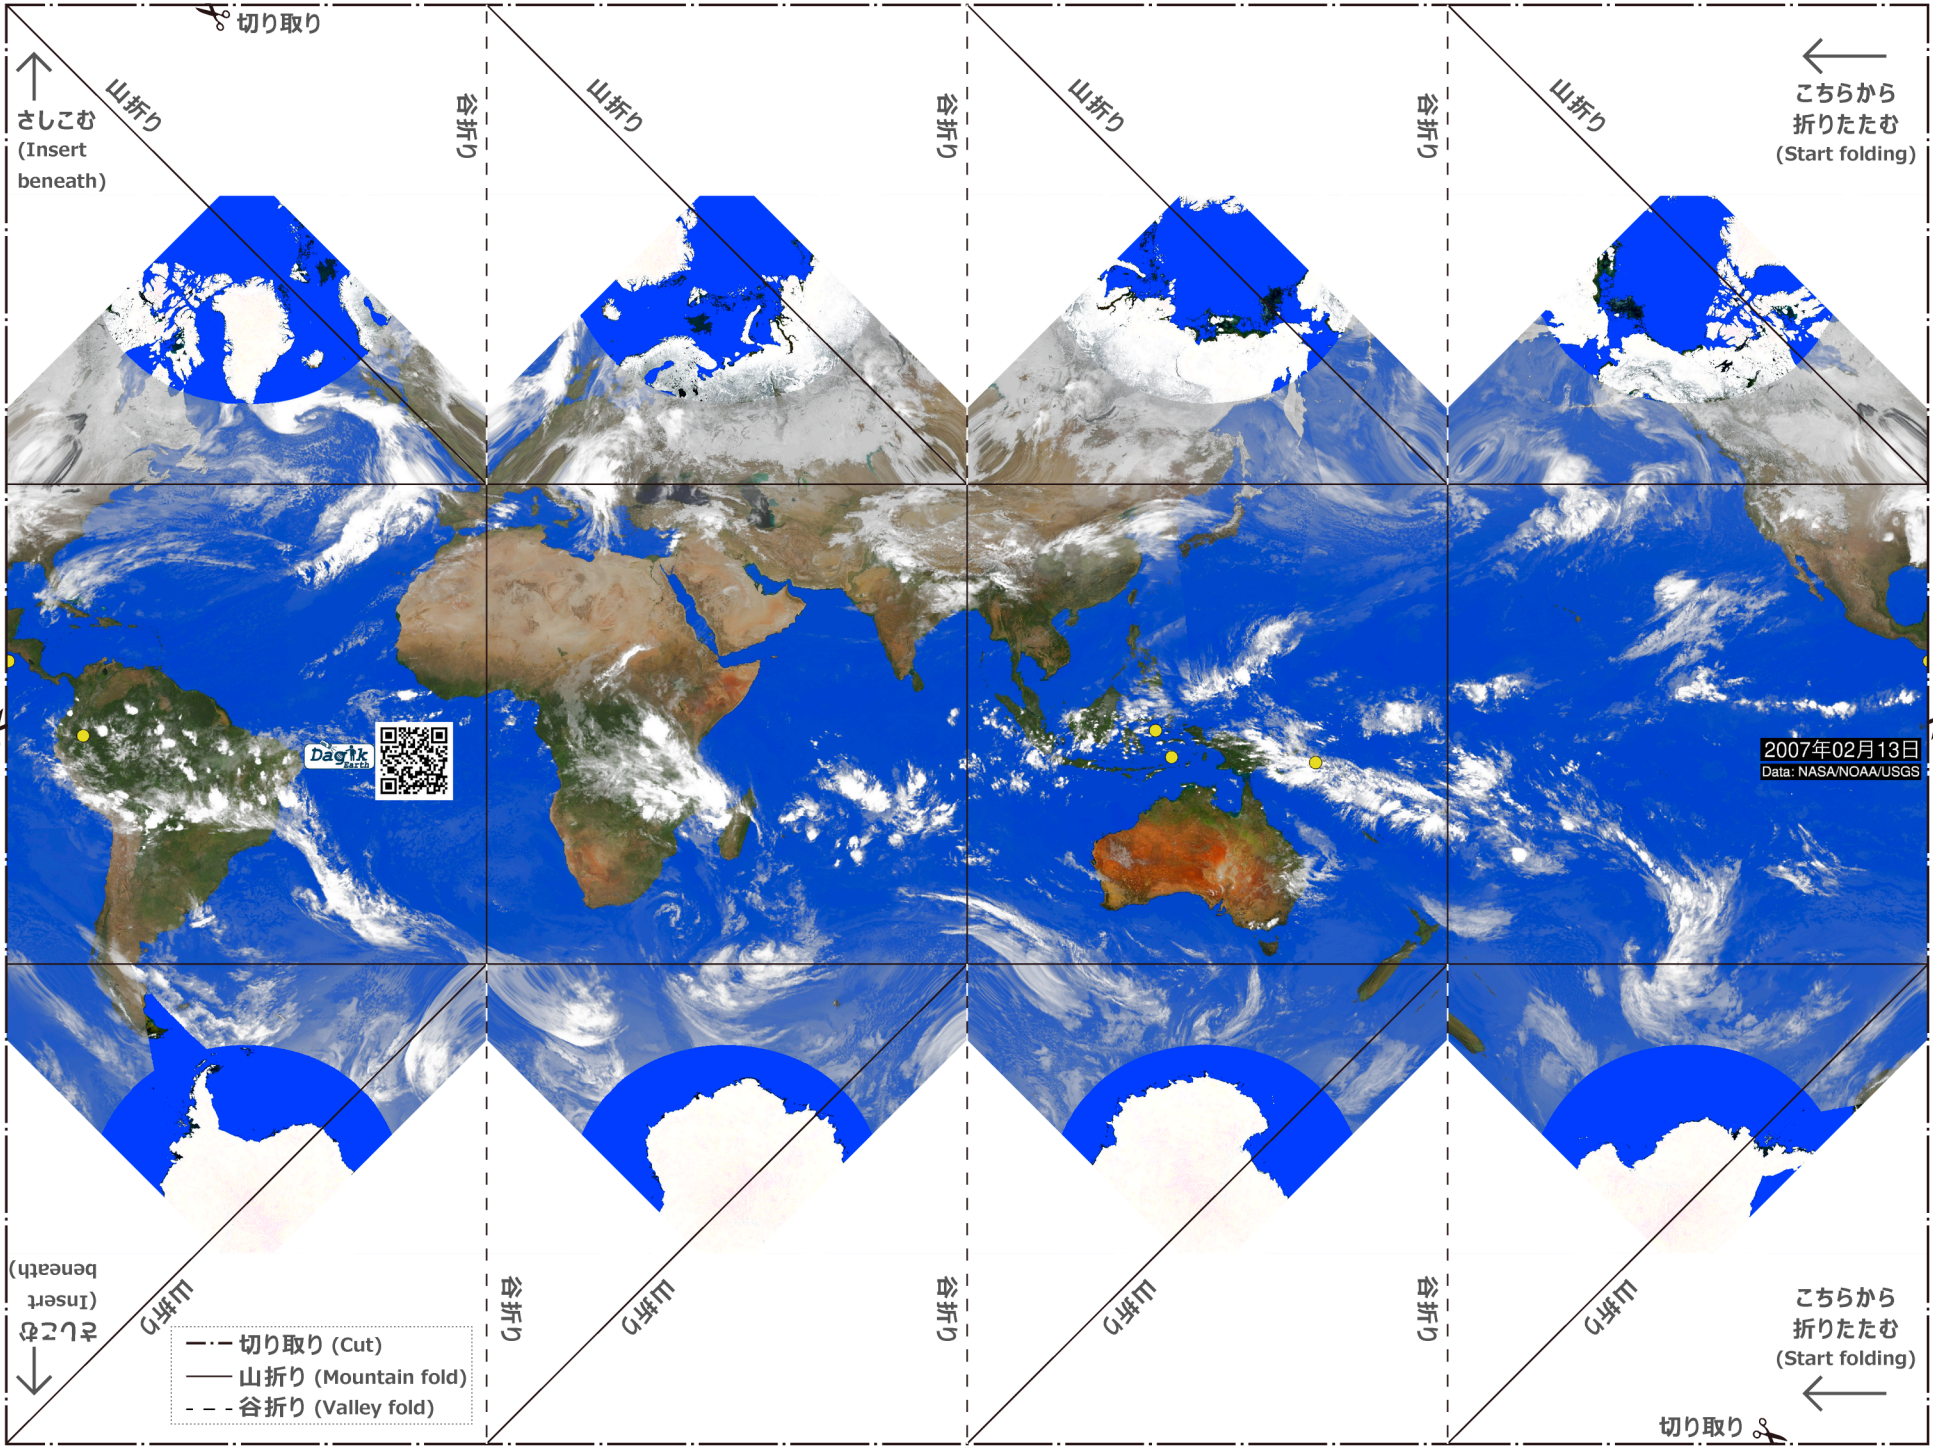 切り取り
山折り
谷折り
山折り
谷折り
山折り
谷折り
山折り
さしこむ
(Insert
beneath)
こちらから
折りたたむ
(Start folding)
Dagik
Earth
2007年02月13日
Data: NASA/NOAA/USGS
さしこむ
(Insert
beneath)
山折り
谷折り
山折り
谷折り
山折り
谷折り
山折り
こちらから
折りたたむ
(Start folding)
切り取り (Cut)
山折り (Mountain fold)
谷折り (Valley fold)
切り取り